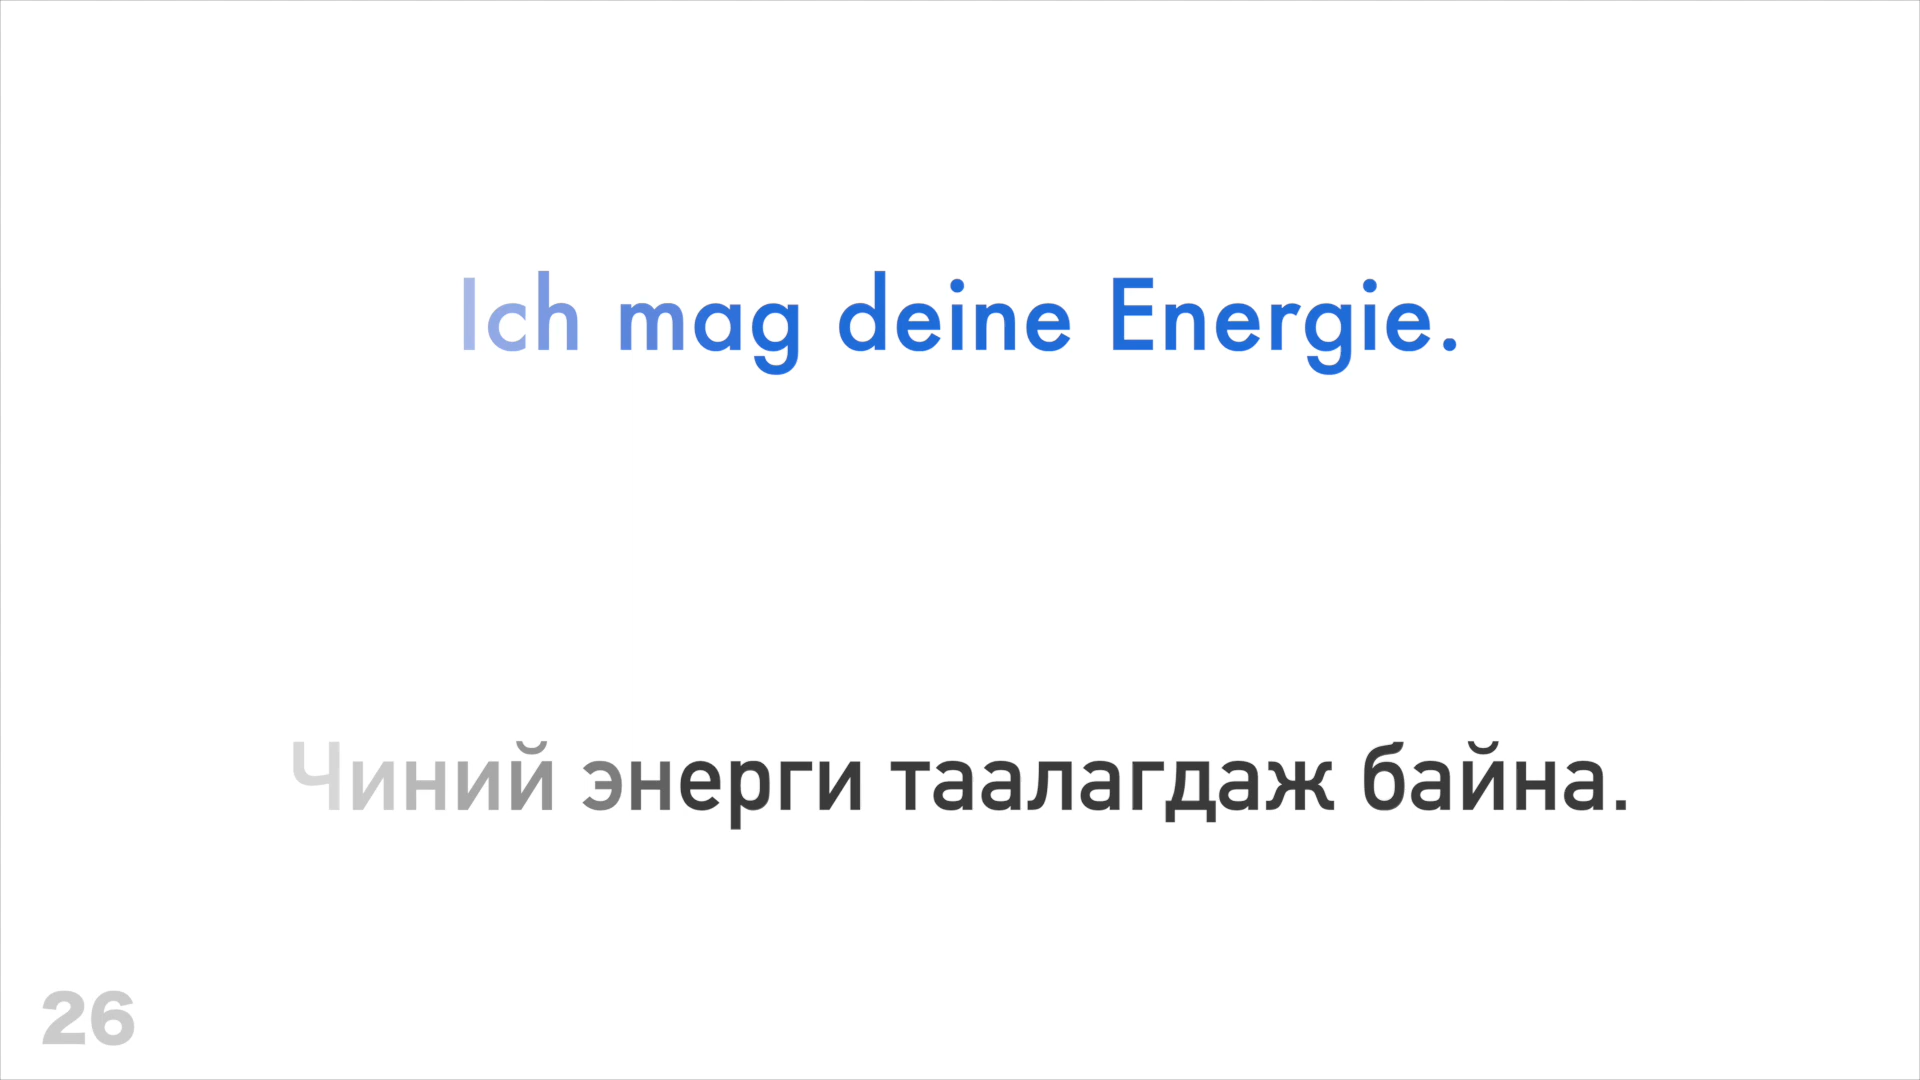 Ich mag deine Energie.
Чиний энерги таалагдаж байна.
26